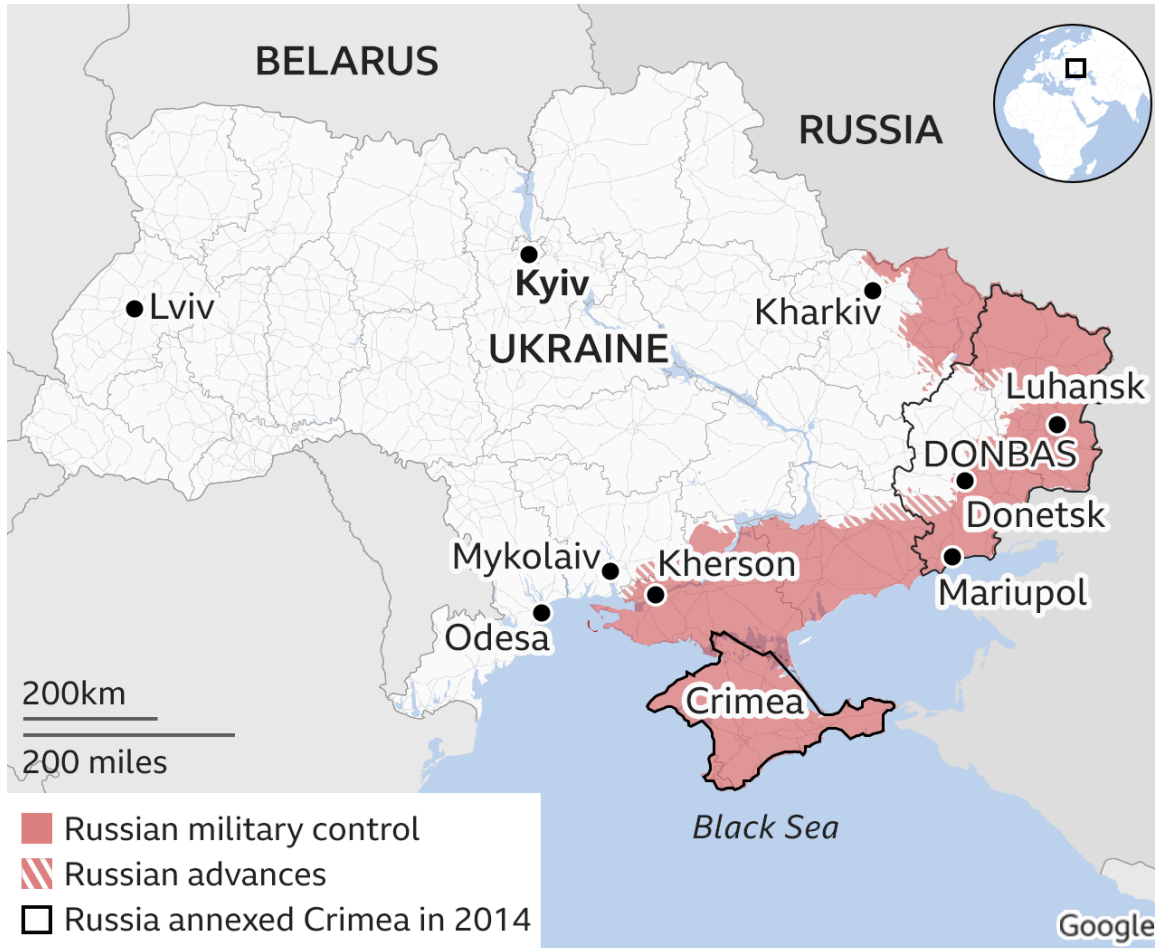 BELARUS
RUSSIA
Kyiv
Lviv
Kharkiv
UKRAINE
Luhansk
DONBAS
Donetsk
Mykolaiv
Kherson
Mariupol
Odesa
200km
Crimea
200 miles
Black Sea
Russian military control
Russian advances
Russia annexed Crimea in 2014
Google